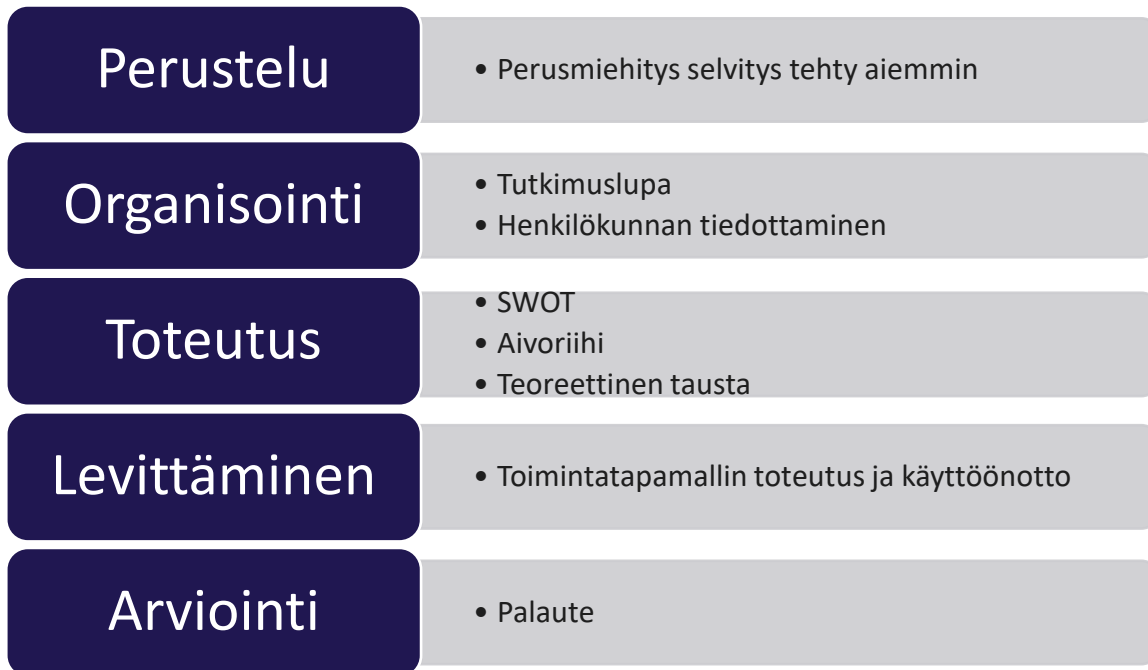 Perustelu
• Perusmiehitys selvitys tehty aiemmin
Organisointi
• Tutkimuslupa
• Henkilökunnan tiedottaminen
Toteutus
• SWOT
• Aivoriihi
• Teoreettinen tausta
Levittäminen
• Toimintatapamallin toteutus ja käyttöönotto
Arviointi
• Palaute